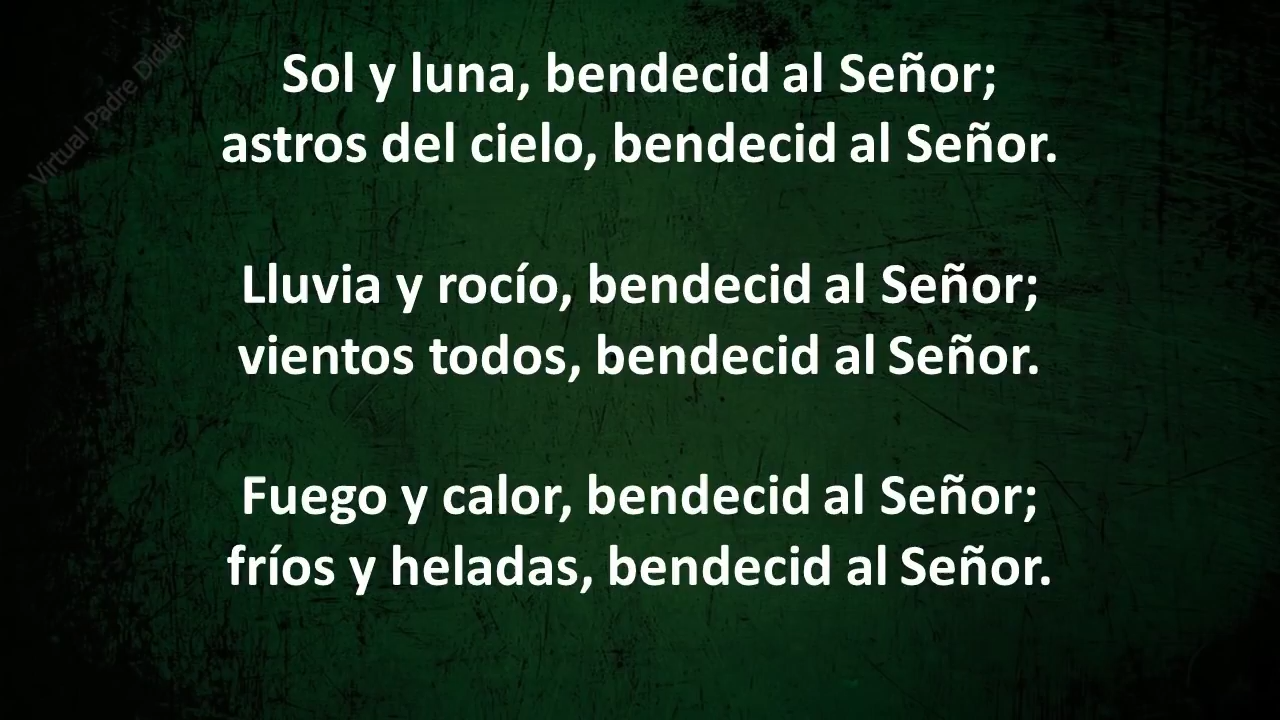 Virtual Padre Didier
Sol y luna, bendecid al Señor;
astros del cielo, bendecid al Señor.
Lluvia y rocío, bendecid al Señor;
vientos todos, bendecid al Señor.
Fuego y calor, bendecid al Señor;
fríos y heladas, bendecid al Señor.